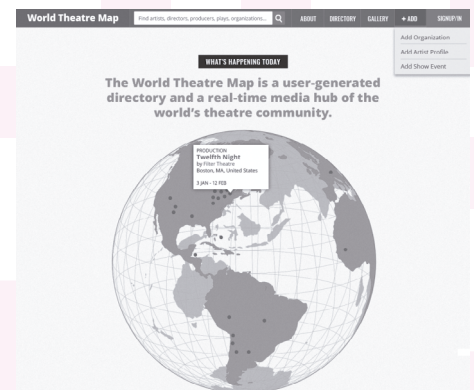 World Theatre Map
Find artists, directors, producers, plays, organizations...
ABOUT
DIRECTORY
GALLERY
+ ADD
SIGNUP/IN
Add Organization
Add Artist Profile
Add Show Event
WHAT'S HAPPENING TODAY
The World Theatre Map is a user-generated
directory and a real-time media hub of the
world's theatre community.
PRODUCTION
Twelfth Night
by Filter Theatre
Boston, MA, United States
3 JAN - 12 FEB